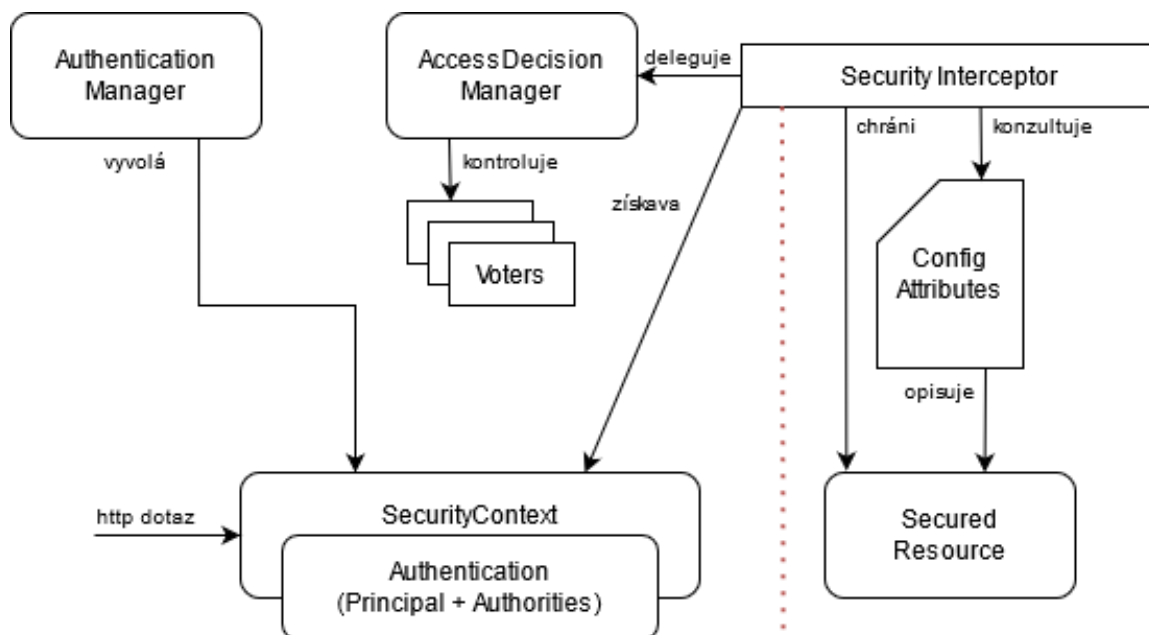 Authentication
Manager
AccessDecision
Manager
deleguje
Security Interceptor
vyvolá
kontroluje
chráni
konzultuje
získava
Voters
Config
Attributes
opisuje
http dotaz
SecurityContext
Authentication
(Principal + Authorities)
Secured
Resource